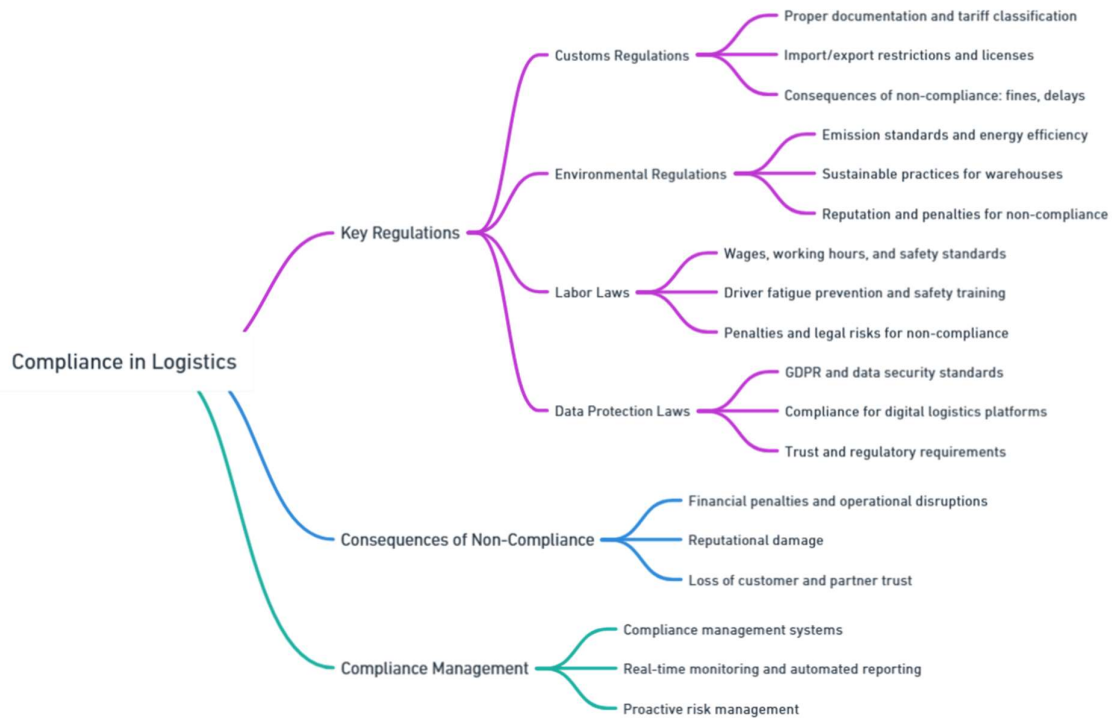 Compliance in Logistics
Key Regulations
Customs Regulations
Proper documentation and tariff classification
Import/export restrictions and licenses
Consequences of non-compliance: fines, delays
Environmental Regulations
Emission standards and energy efficiency
Sustainable practices for warehouses
Reputation and penalties for non-compliance
Labor Laws
Wages, working hours, and safety standards
Driver fatigue prevention and safety training
Penalties and legal risks for non-compliance
Data Protection Laws
GDPR and data security standards
Compliance for digital logistics platforms
Trust and regulatory requirements
Consequences of Non-Compliance
Financial penalties and operational disruptions
Reputational damage
Loss of customer and partner trust
Compliance Management
Compliance management systems
Real-time monitoring and automated reporting
Proactive risk management